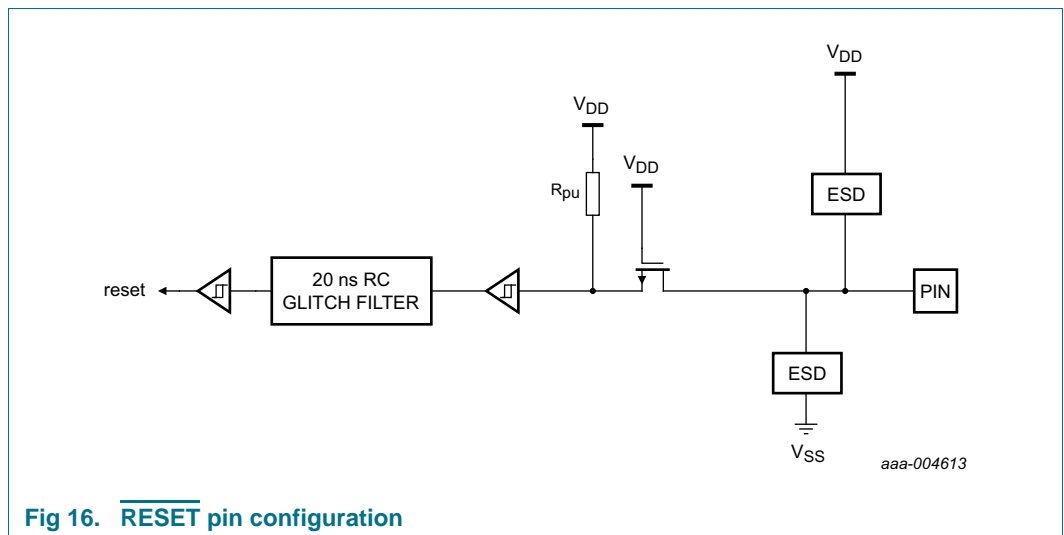 VDD
VDD
VDD
Rpu
ESD
reset
20 ns RC
GLITCH FILTER
PIN
ESD
VSS
aaa-004613
Fig 16. RESET pin configuration